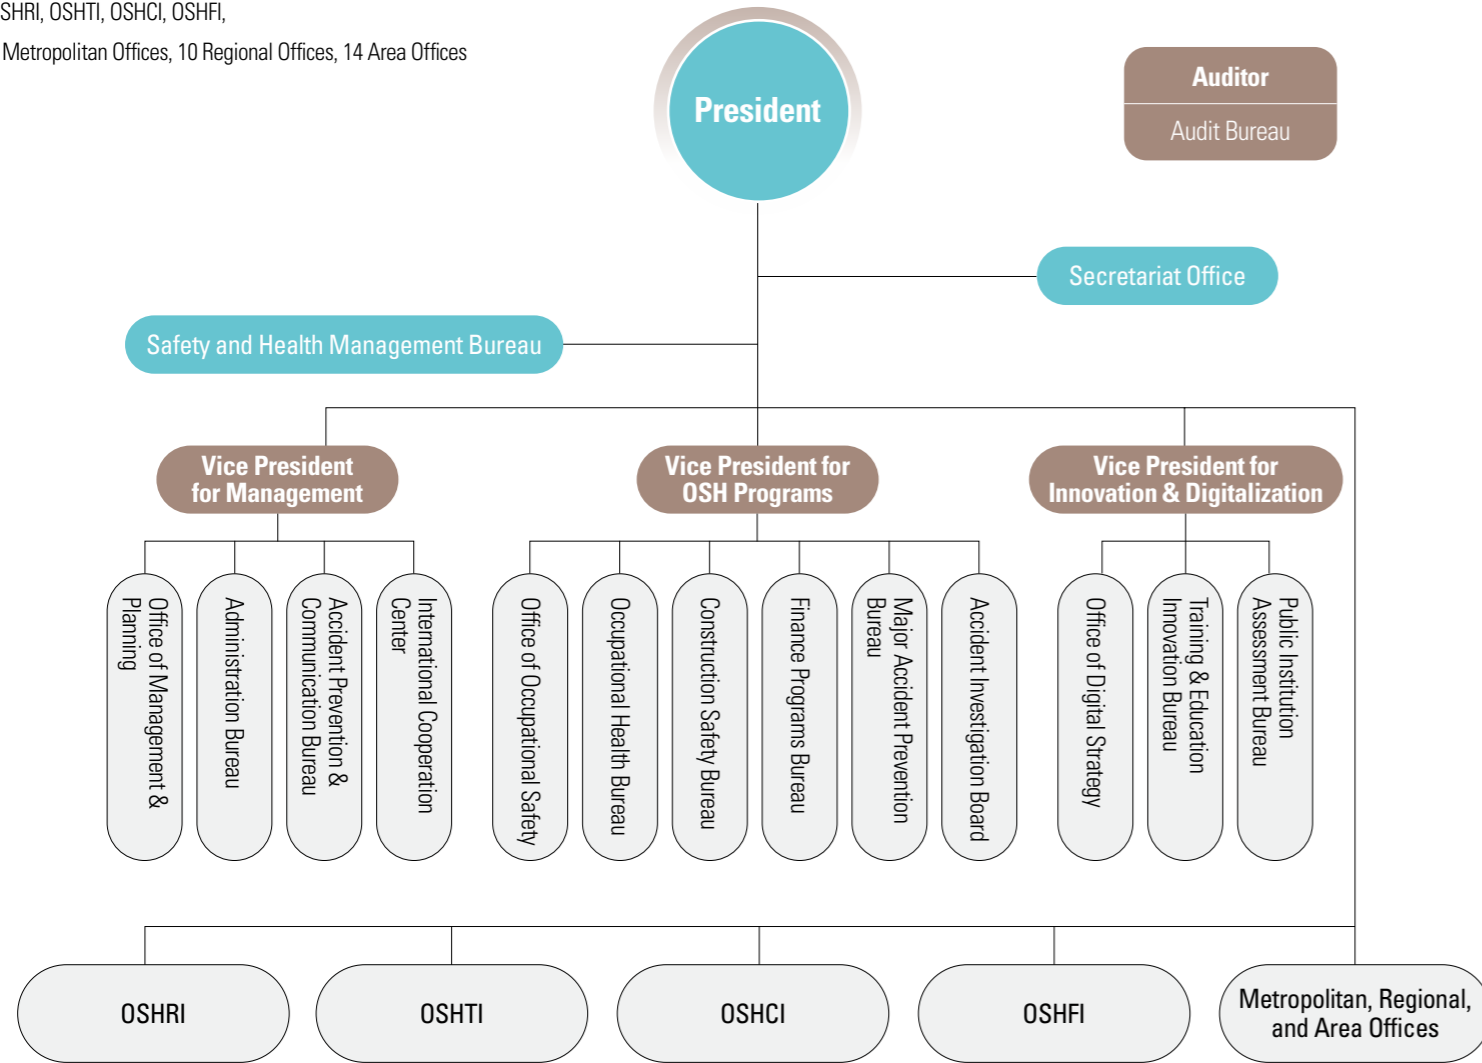 SHRI, OSHTI, OSHCI, OSHFI,
Metropolitan Offices, 10 Regional Offices, 14 Area Offices
President
Auditor
Audit Bureau
Secretariat Office
Safety and Health Management Bureau
Vice President
for Management
Vice President for
OSH Programs
Vice President for
Innovation & Digitalization
Office of Management &
Planning
Administration Bureau
Accident Prevention &
Communication Bureau
International Cooperation
Center
Office of Occupational Safety
Occupational Health Bureau
Construction Safety Bureau
Finance Programs Bureau
Major Accident Prevention
Bureau
Accident Investigation Board
Office of Digital Strategy
Training & Education
Innovation Bureau
Public Institution
Assessment Bureau
OSHRI
OSHTI
OSHCI
OSHFI
Metropolitan, Regional,
and Area Offices